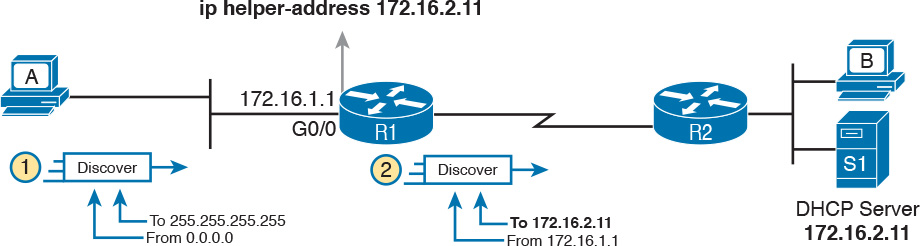 ip helper-address 172.16.2.11
A
B
172.16.1.1
G0/0
R1
R2
S1
1
Discover
2
Discover
To 255.255.255.255
From 0.0.0.0
To 172.16.2.11
From 172.16.1.1
DHCP Server
172.16.2.11